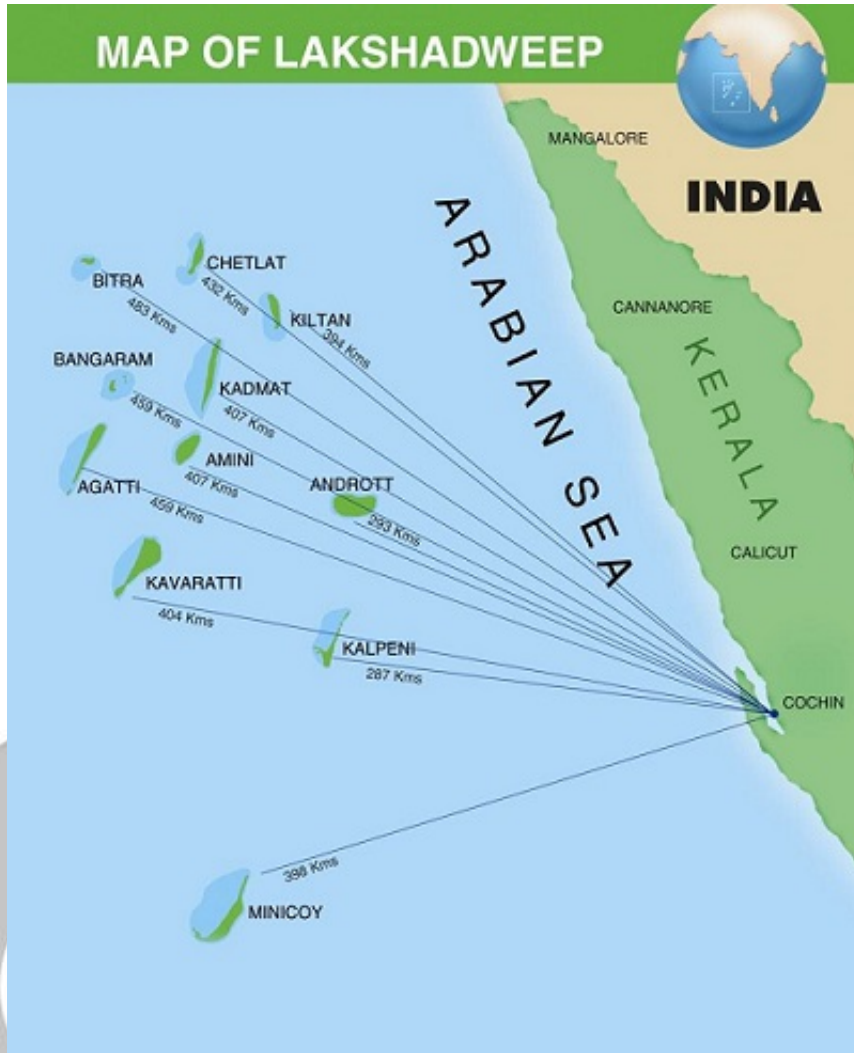 MAP OF LAKSHADWEEP
MANGALORE
INDIA
ARABIAN SEA
CHETLAT
BITRA
432 Kms
483 Kms
KILTAN
394 Kms
CANNANORE
KERALA
BANGARAM
KADMAT
459 Kms
407 Kms
AMINI
407 Kms
ANDROTT
AGATTI
459 Kms
293 Kms
CALICUT
KAVARATTI
404 Kms
KALPENI
287 Kms
COCHIN
398 Kms
MINICOY